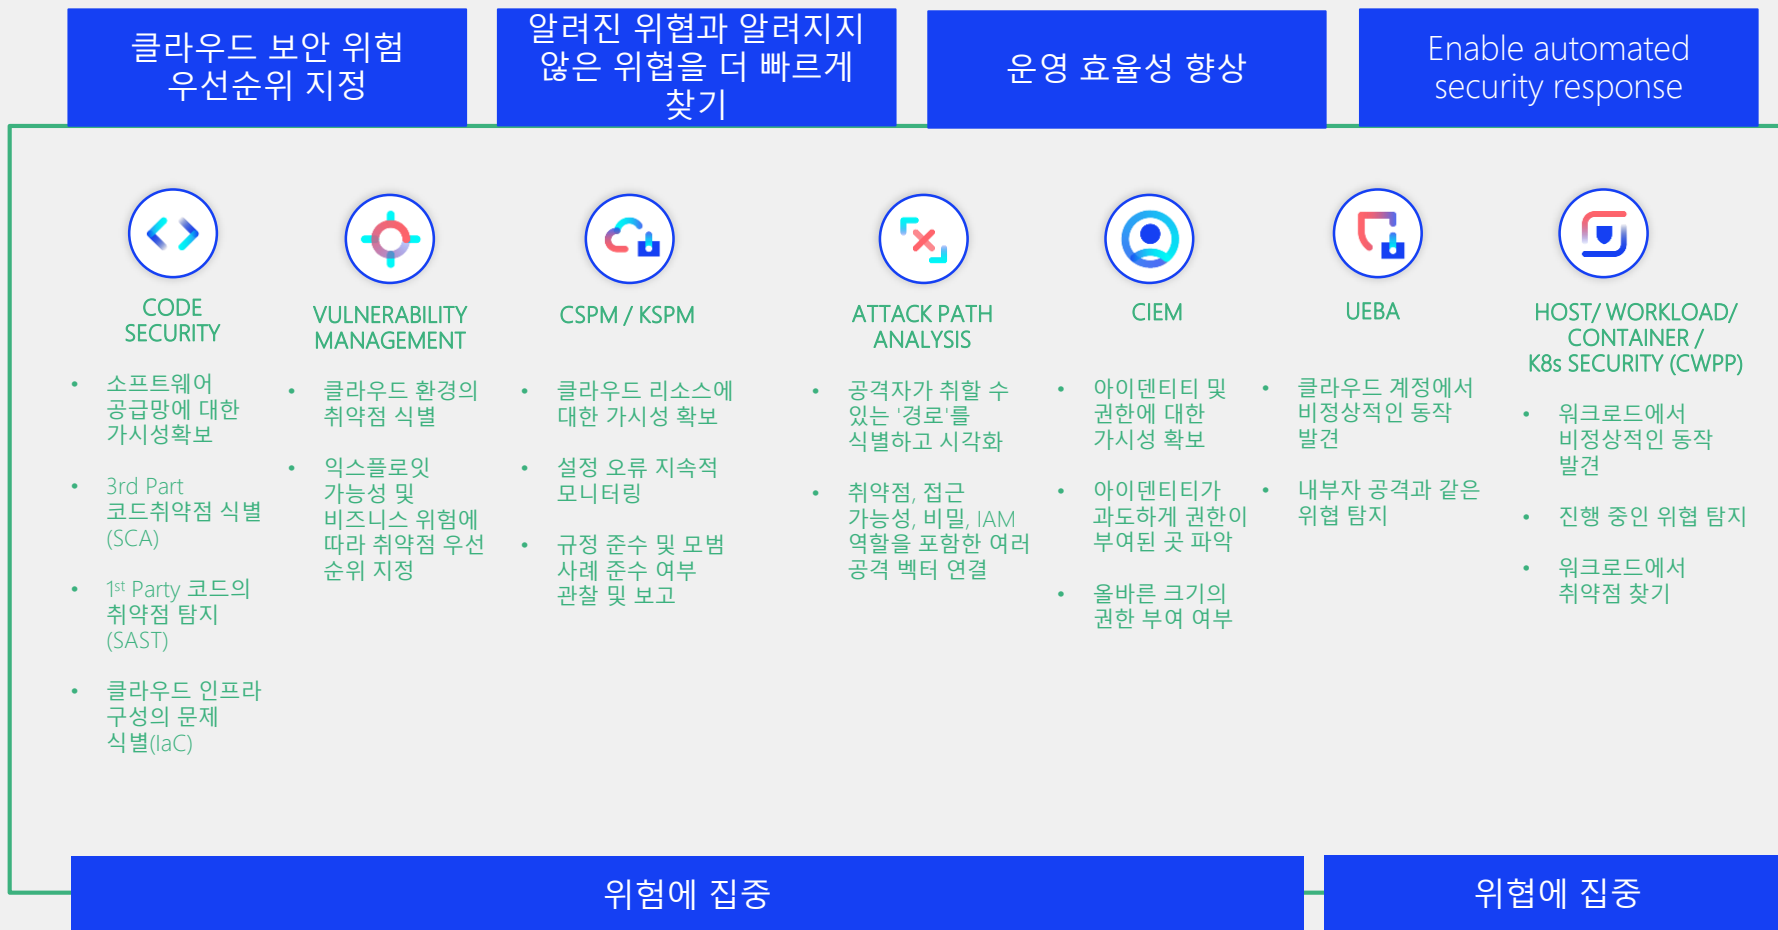 클라우드 보안 위험
우선순위 지정
알려진 위협과 알려지지
않은 위협을 더 빠르게
찾기
운영 효율성 향상
Enable automated
security response
CODE
SECURITY
• 소프트웨어
공급망에 대한
가시성확보
• 3rd Part
코드취약점 식별
(SCA)
• 1st Party 코드의
취약점 탐지
(SAST)
• 클라우드 인프라
구성의 문제
식별(IaC)
VULNERABILITY
MANAGEMENT
• 클라우드 환경의
취약점 식별
• 익스플로잇
가능성 및
비즈니스 위험에
따라 취약점 우선
순위 지정
CSPM / KSPM
• 클라우드 리소스에
대한 가시성 확보
• 설정 오류 지속적
모니터링
• 규정 준수 및 모범
사례 준수 여부
관찰 및 보고
ATTACK PATH
ANALYSIS
• 공격자가 취할 수
있는 '경로'를
식별하고 시각화
• 취약점, 접근
가능성, 비밀, IAM
역할을 포함한 여러
공격 벡터 연결
CIEM
• 아이덴티티 및
권한에 대한
가시성 확보
• 아이덴티티가
과도하게 권한이
부여된 곳 파악
• 올바른 크기의
권한 부여 여부
UEBA
• 클라우드 계정에서
비정상적인 동작
발견
• 내부자 공격과 같은
위협 탐지
HOST/ WORKLOAD/
CONTAINER /
K8s SECURITY (CWPP)
• 워크로드에서
비정상적인 동작
발견
• 진행 중인 위협 탐지
• 워크로드에서
취약점 찾기
위험에 집중
위협에 집중